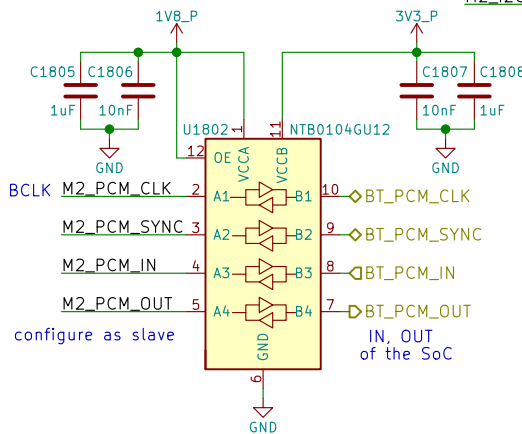 1V8_P
3V3_P
C1805
C1806
C1807
C1808
1uF
10nF
10nF
1uF
GND
GND
U1802
NTB0104GU12
1
11
VCCA
VCCB
12
OE
BCLK
M2_PCM_CLK
2
A1
B1
10
BT_PCM_CLK
M2_PCM_SYNC
3
A2
B2
9
BT_PCM_SYNC
M2_PCM_IN
4
A3
B3
8
BT_PCM_IN
M2_PCM_OUT
5
A4
B4
7
BT_PCM_OUT
configure as slave
GND
IN, OUT
of the SoC
6
GND